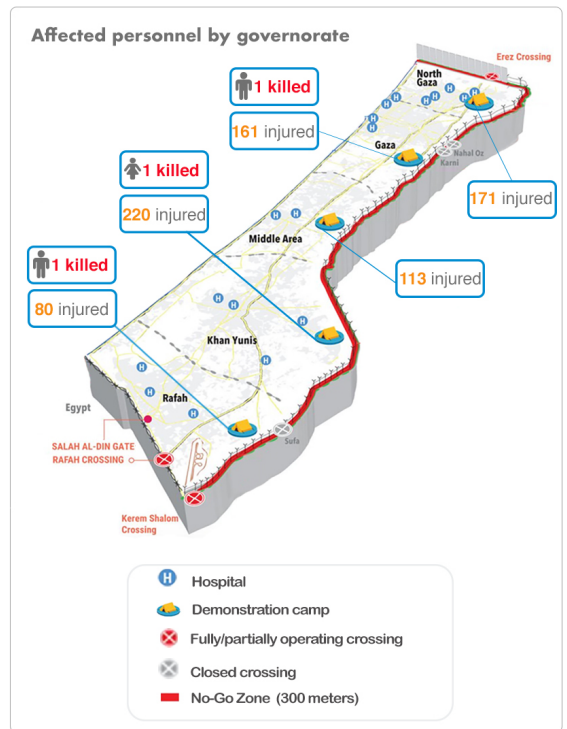 Affected personnel by governorate
Erez Crossing
North
Gaza
1 killed
161 injured
Gaza
Nahal Oz
Karni
1 killed
171 injured
220 injured
Middle Area
113 injured
1 killed
80 injured
Khan Yunis
Rafah
Egypt
SALAH AL-DIN GATE
RAFAH CROSSING
Sufa
Kerem Shalom
Crossing
H Hospital
Demonstration camp
Fully/partially operating crossing
Closed crossing
No-Go Zone (300 meters)